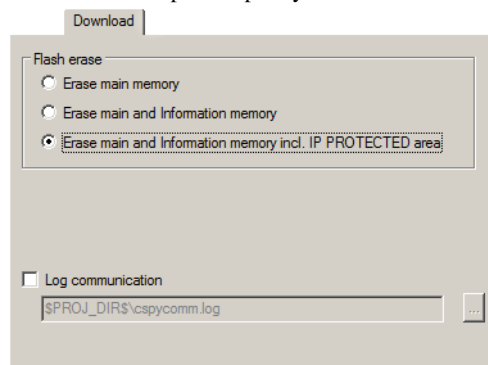 Download
Flash erase
Erase main memory
Erase main and Information memory
Erase main and Information memory incl. IP PROTECTED area
Log communication
$PROJ_DIR$\cspycomm.log
...